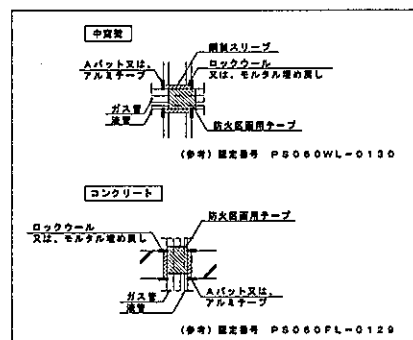 中空壁
鋼製スリーブ
Aパット又は、
アルミテープ
ロックウール
又は、モルタル埋め戻し
ガス管
液管
防火区画用テープ
(参考) 認定番号 PS060WL-0130
コンクリート
ロックウール
又は、モルタル埋め戻し
防火区画用テープ
ガス管
液管
Aパット又は、
アルミテープ
(参考) 認定番号 PS060FL-0129